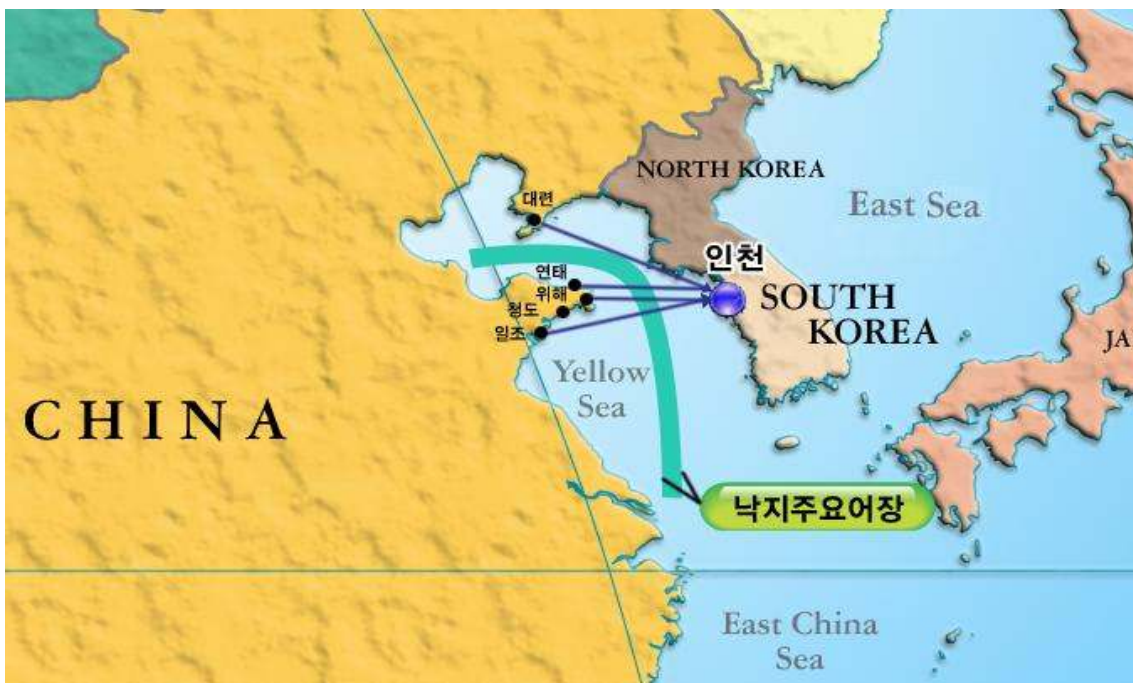 NORTH KOREA
East Sea
대련
인천
연태
위해
청도
일조
SOUTH
KOREA
JA
Yellow
Sea
CHINA
낙지주요어장
East China
Sea